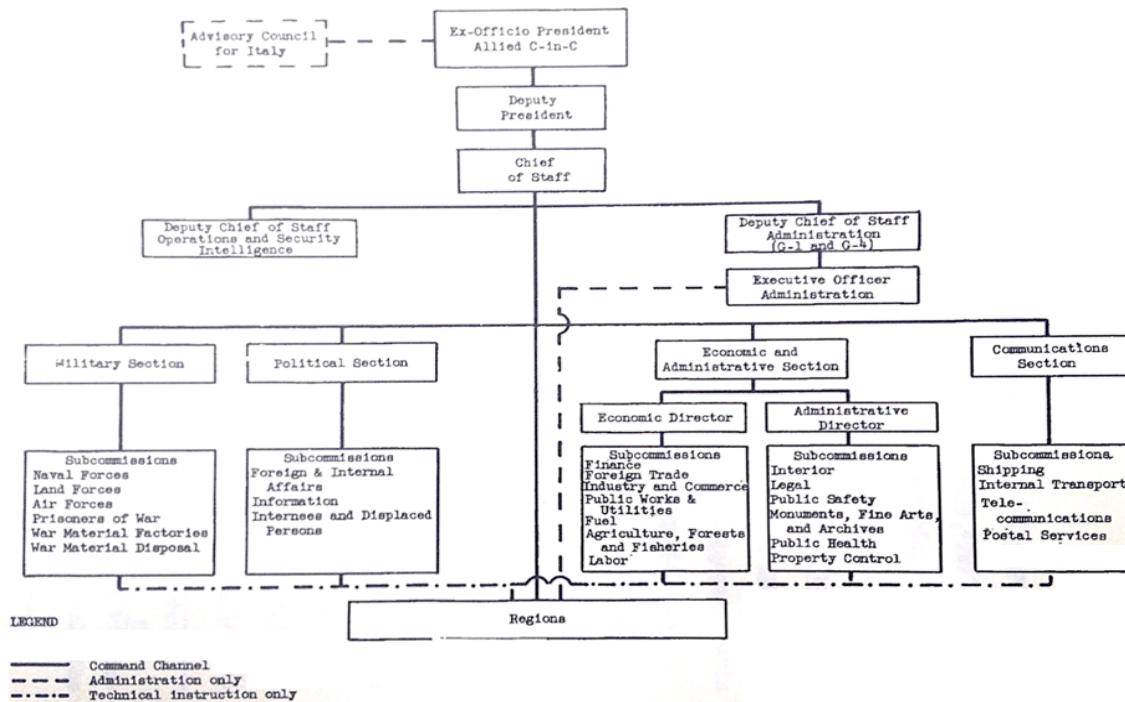 Advisory Council
for Italy
Ex-Officio President
Allied C-in-C
Deputy
President
Chief
of Staff
Deputy Chief of Staff
Operations and Security
Intelligence
Deputy Chief of Staff
Administration
(G-1 and G-4)
Executive Officer
Administration
Military Section
Political Section
Economic and
Administrative Section
Communications
Section
Economic Director
Administrative
Director
Subcommissions
Naval Forces
Land Forces
Air Forces
Prisoners of War
War Material Factories
War Material Disposal
Subcommissions
Foreign & Internal
Affairs
Information
Internees and Displaced
Persons
Subcommissions
Finance
Foreign Trade
Industry and Commerce
Public Works &
Utilities
Fuel
Agriculture, Forests
and Fisheries
Labor
Subcommissions
Interior
Legal
Public Safety
Monuments, Fine Arts,
and Archives
Public Health
Property Control
Subcommissions
Shipping
Internal Transport
Tele-
communications
Postal Services
Regions
LEGEND
Command Channel
Administration only
Technical instruction only